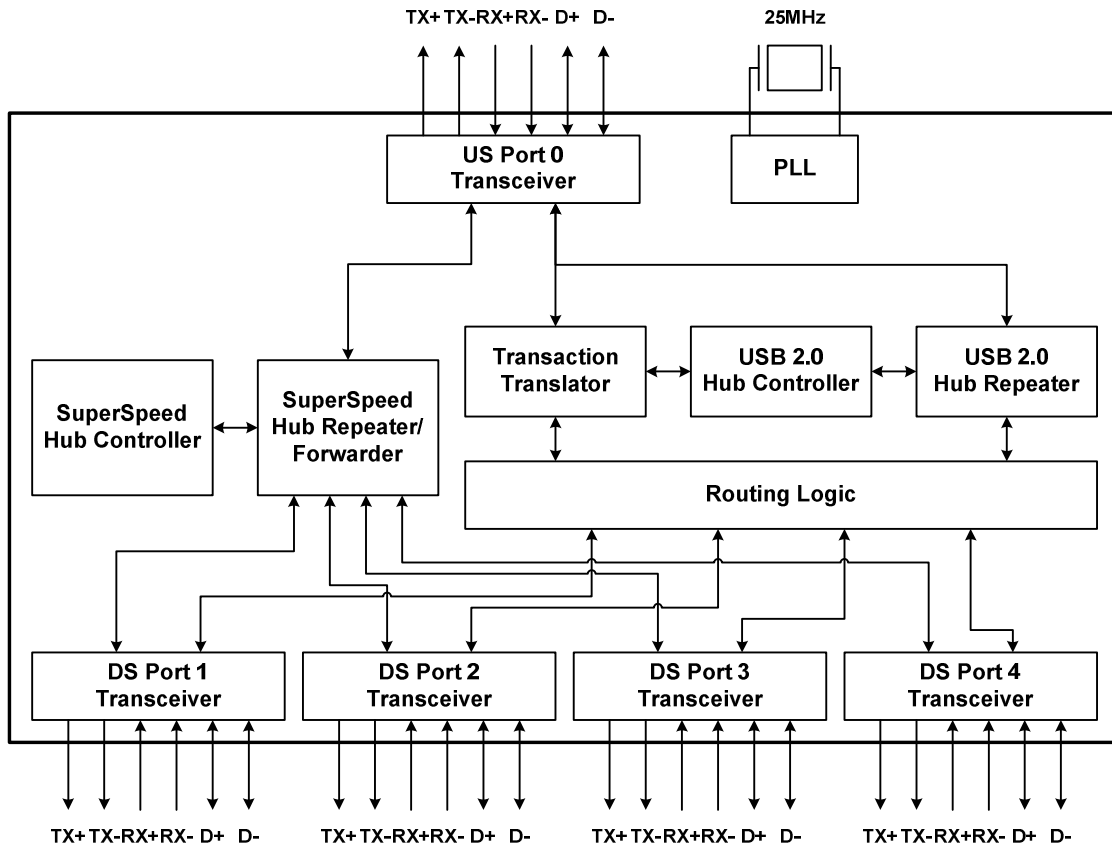 TX+ TX-RX+RX- D+ D-
25MHz
US Port 0
Transceiver
PLL
Transaction
Translator
USB 2.0
Hub Controller
USB 2.0
Hub Repeater
SuperSpeed
Hub Controller
SuperSpeed
Hub Repeater/
Forwarder
Routing Logic
DS Port 1
Transceiver
DS Port 2
Transceiver
DS Port 3
Transceiver
DS Port 4
Transceiver
TX+ TX-RX+RX- D+ D-
TX+ TX-RX+RX- D+ D-
TX+ TX-RX+RX- D+ D-
TX+ TX-RX+RX- D+ D-